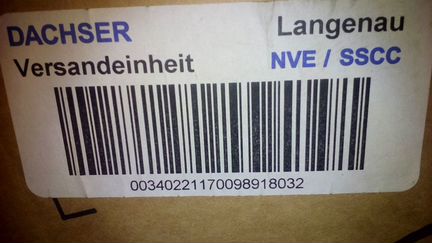 DACHSER Langenau
Versandeinheit NVE / SSCC
00340221170098918032